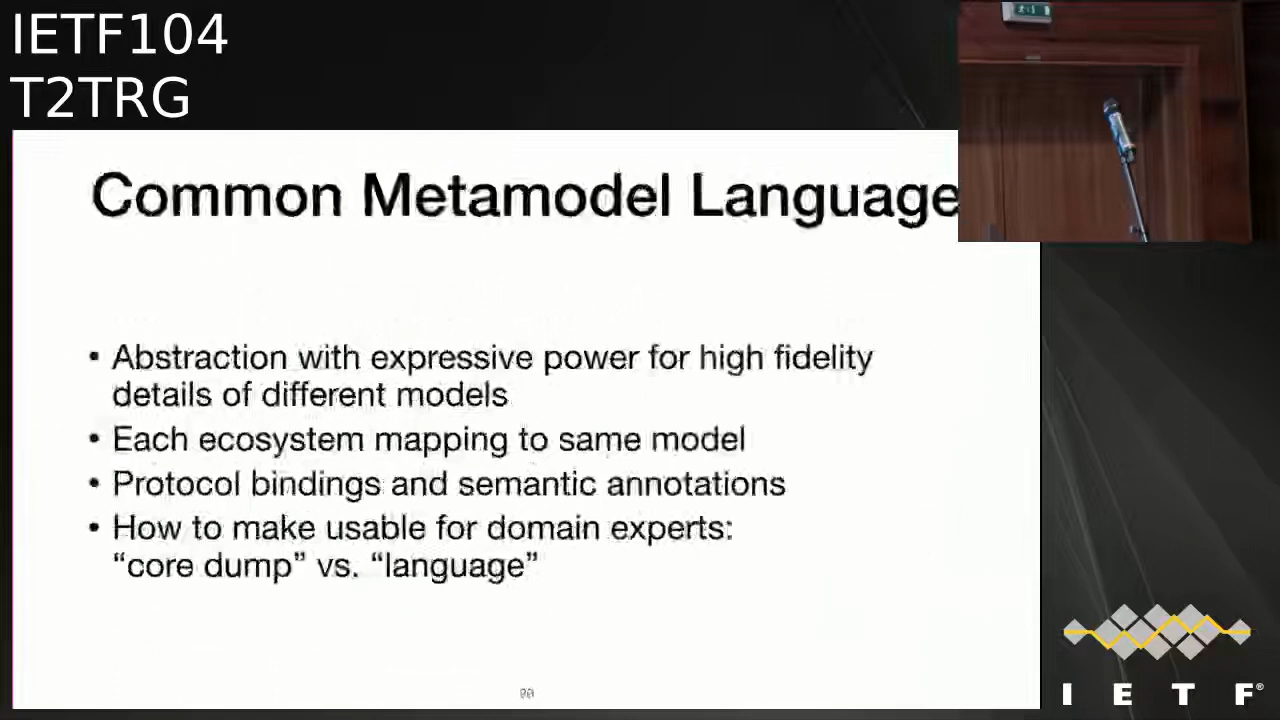 IETF104
T2TRG
Common Metamodel Language
• Abstraction with expressive power for high fidelity
details of different models
• Each ecosystem mapping to same model
• Protocol bindings and semantic annotations
• How to make usable for domain experts:
“core dump” vs. “language”
I E T F®